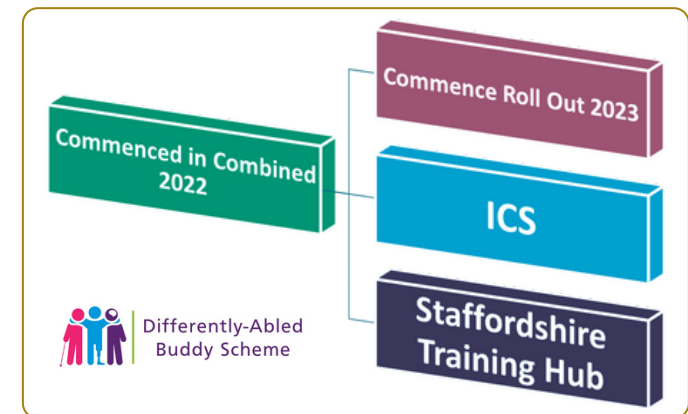 Commenced in Combined
2022
Commence Roll Out 2023
ICS
Staffordshire
Training Hub
Differently-Abled
Buddy Scheme